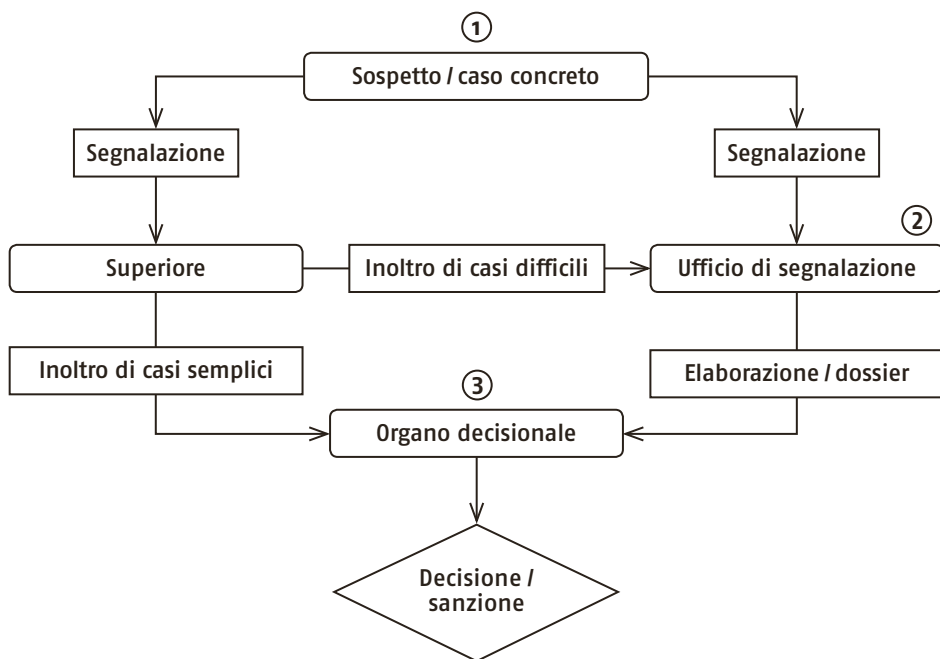 1
Sospetto / caso concreto
Segnalazione
Segnalazione
2
Superiore
Inoltro di casi difficili
Ufficio di segnalazione
Inoltro di casi semplici
Elaborazione / dossier
3
Organo decisionale
Decisione /
sanzione